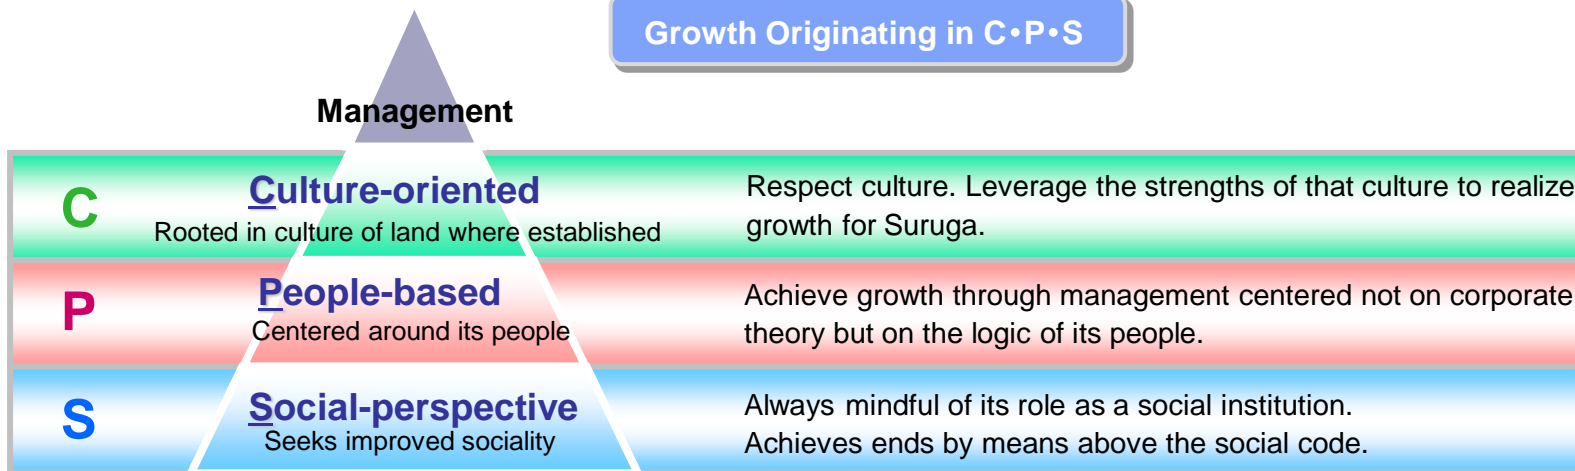 Growth Originating in C•P•S
Management
C
Culture-oriented
Rooted in culture of land where established
Respect culture. Leverage the strengths of that culture to realize
growth for Suruga.
P
People-based
Centered around its people
Achieve growth through management centered not on corporate
theory but on the logic of its people.
S
Social-perspective
Seeks improved sociality
Always mindful of its role as a social institution.
Achieves ends by means above the social code.